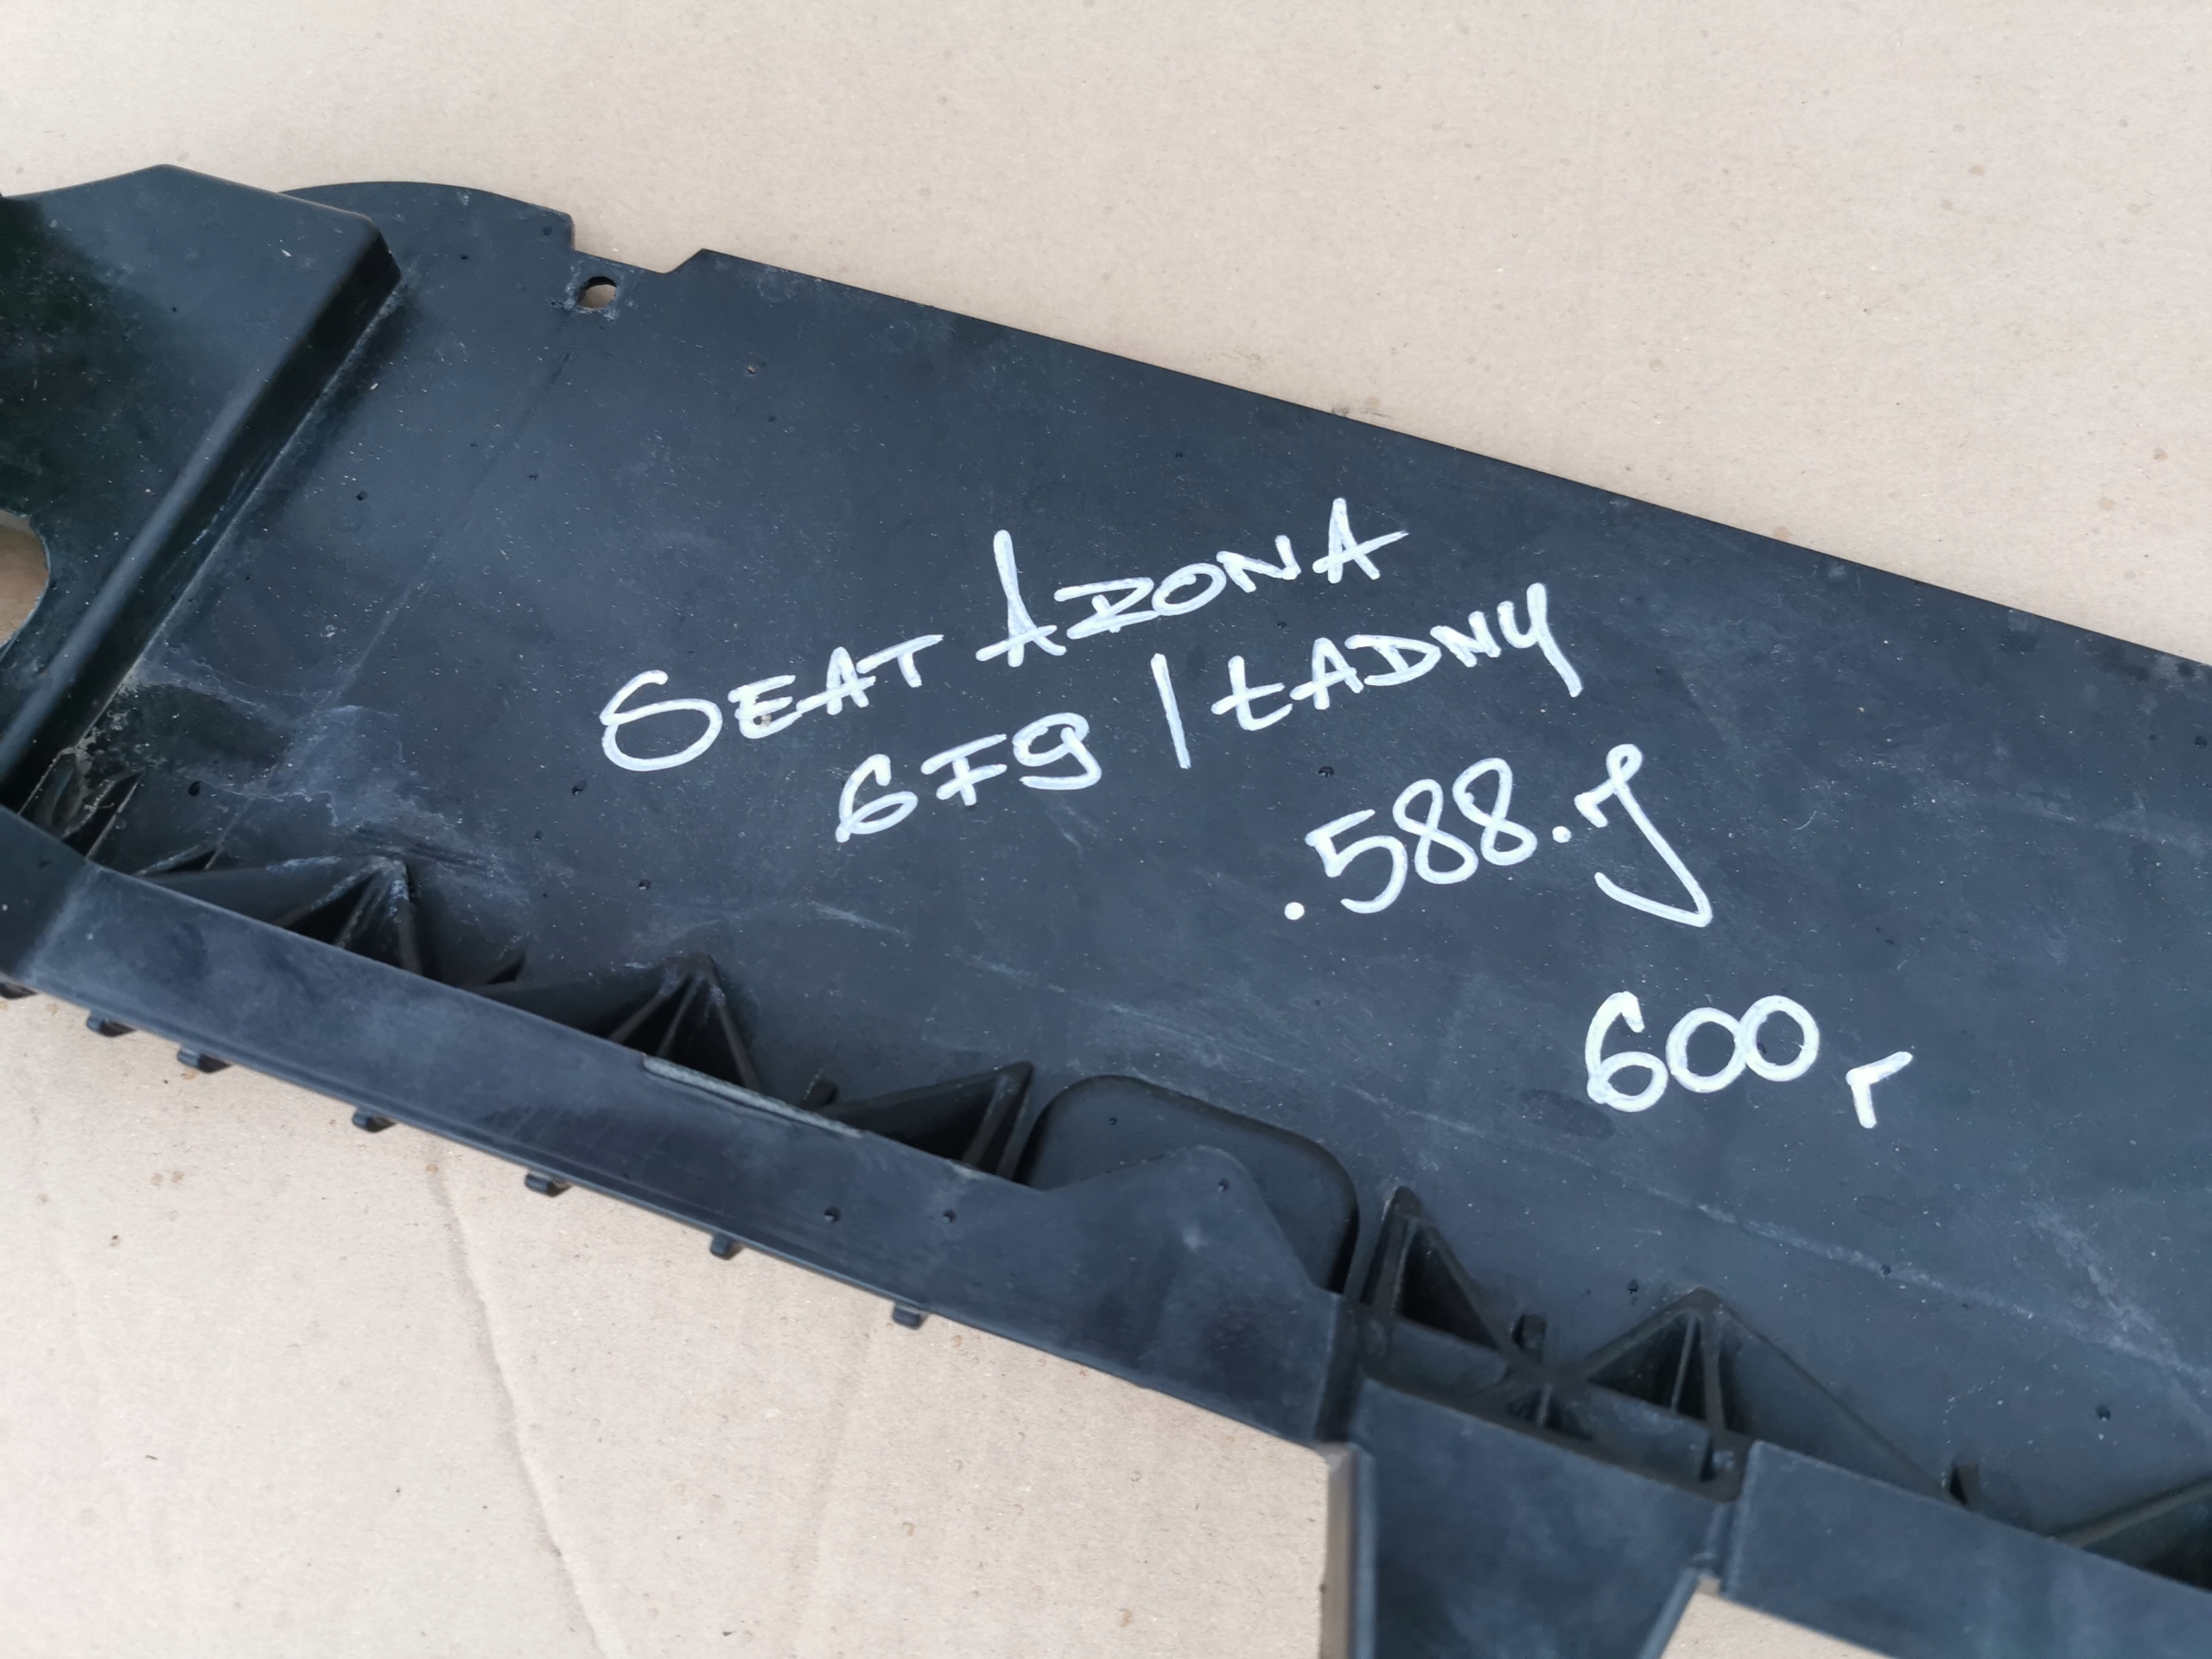 SEAT ARONA
6F9 / ŁADNY
.588.J
600,-